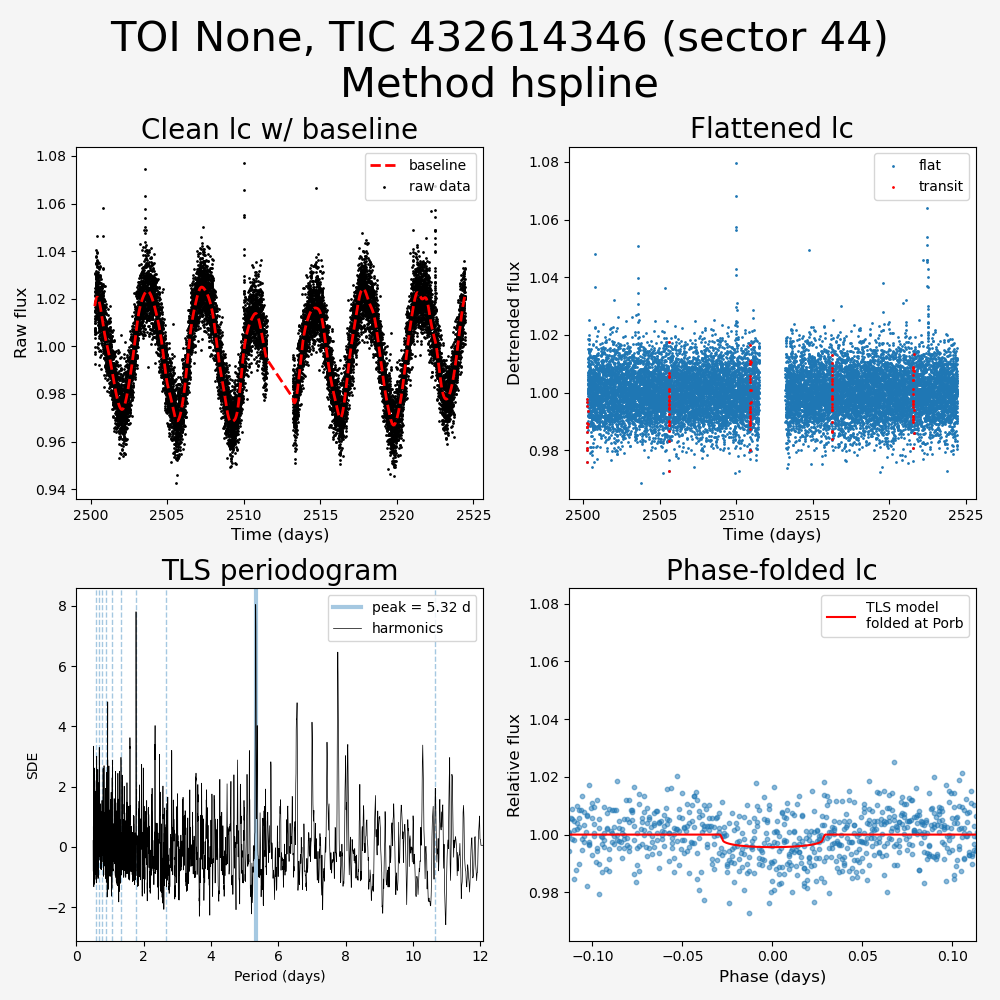 TOI None, TIC 432614346 (sector 44)
Method hspline
Clean lc w/ baseline
Raw flux
1.08
1.06
1.04
1.02
1.00
0.98
0.96
0.94
baseline
raw data
2500
2505
2510
2515
2520
2525
Time (days)
Flattened lc
Detrended flux
1.08
1.06
1.04
1.02
1.00
0.98
flat
transit
2500
2505
2510
2515
2520
2525
Time (days)
TLS periodogram
SDE
8
6
4
2
0
−2
peak = 5.32 d
harmonics
0
2
4
6
8
10
12
Period (days)
Phase-folded lc
Relative flux
1.08
1.06
1.04
1.02
1.00
0.98
TLS model
folded at Porb
−0.10
−0.05
0.00
0.05
0.10
Phase (days)